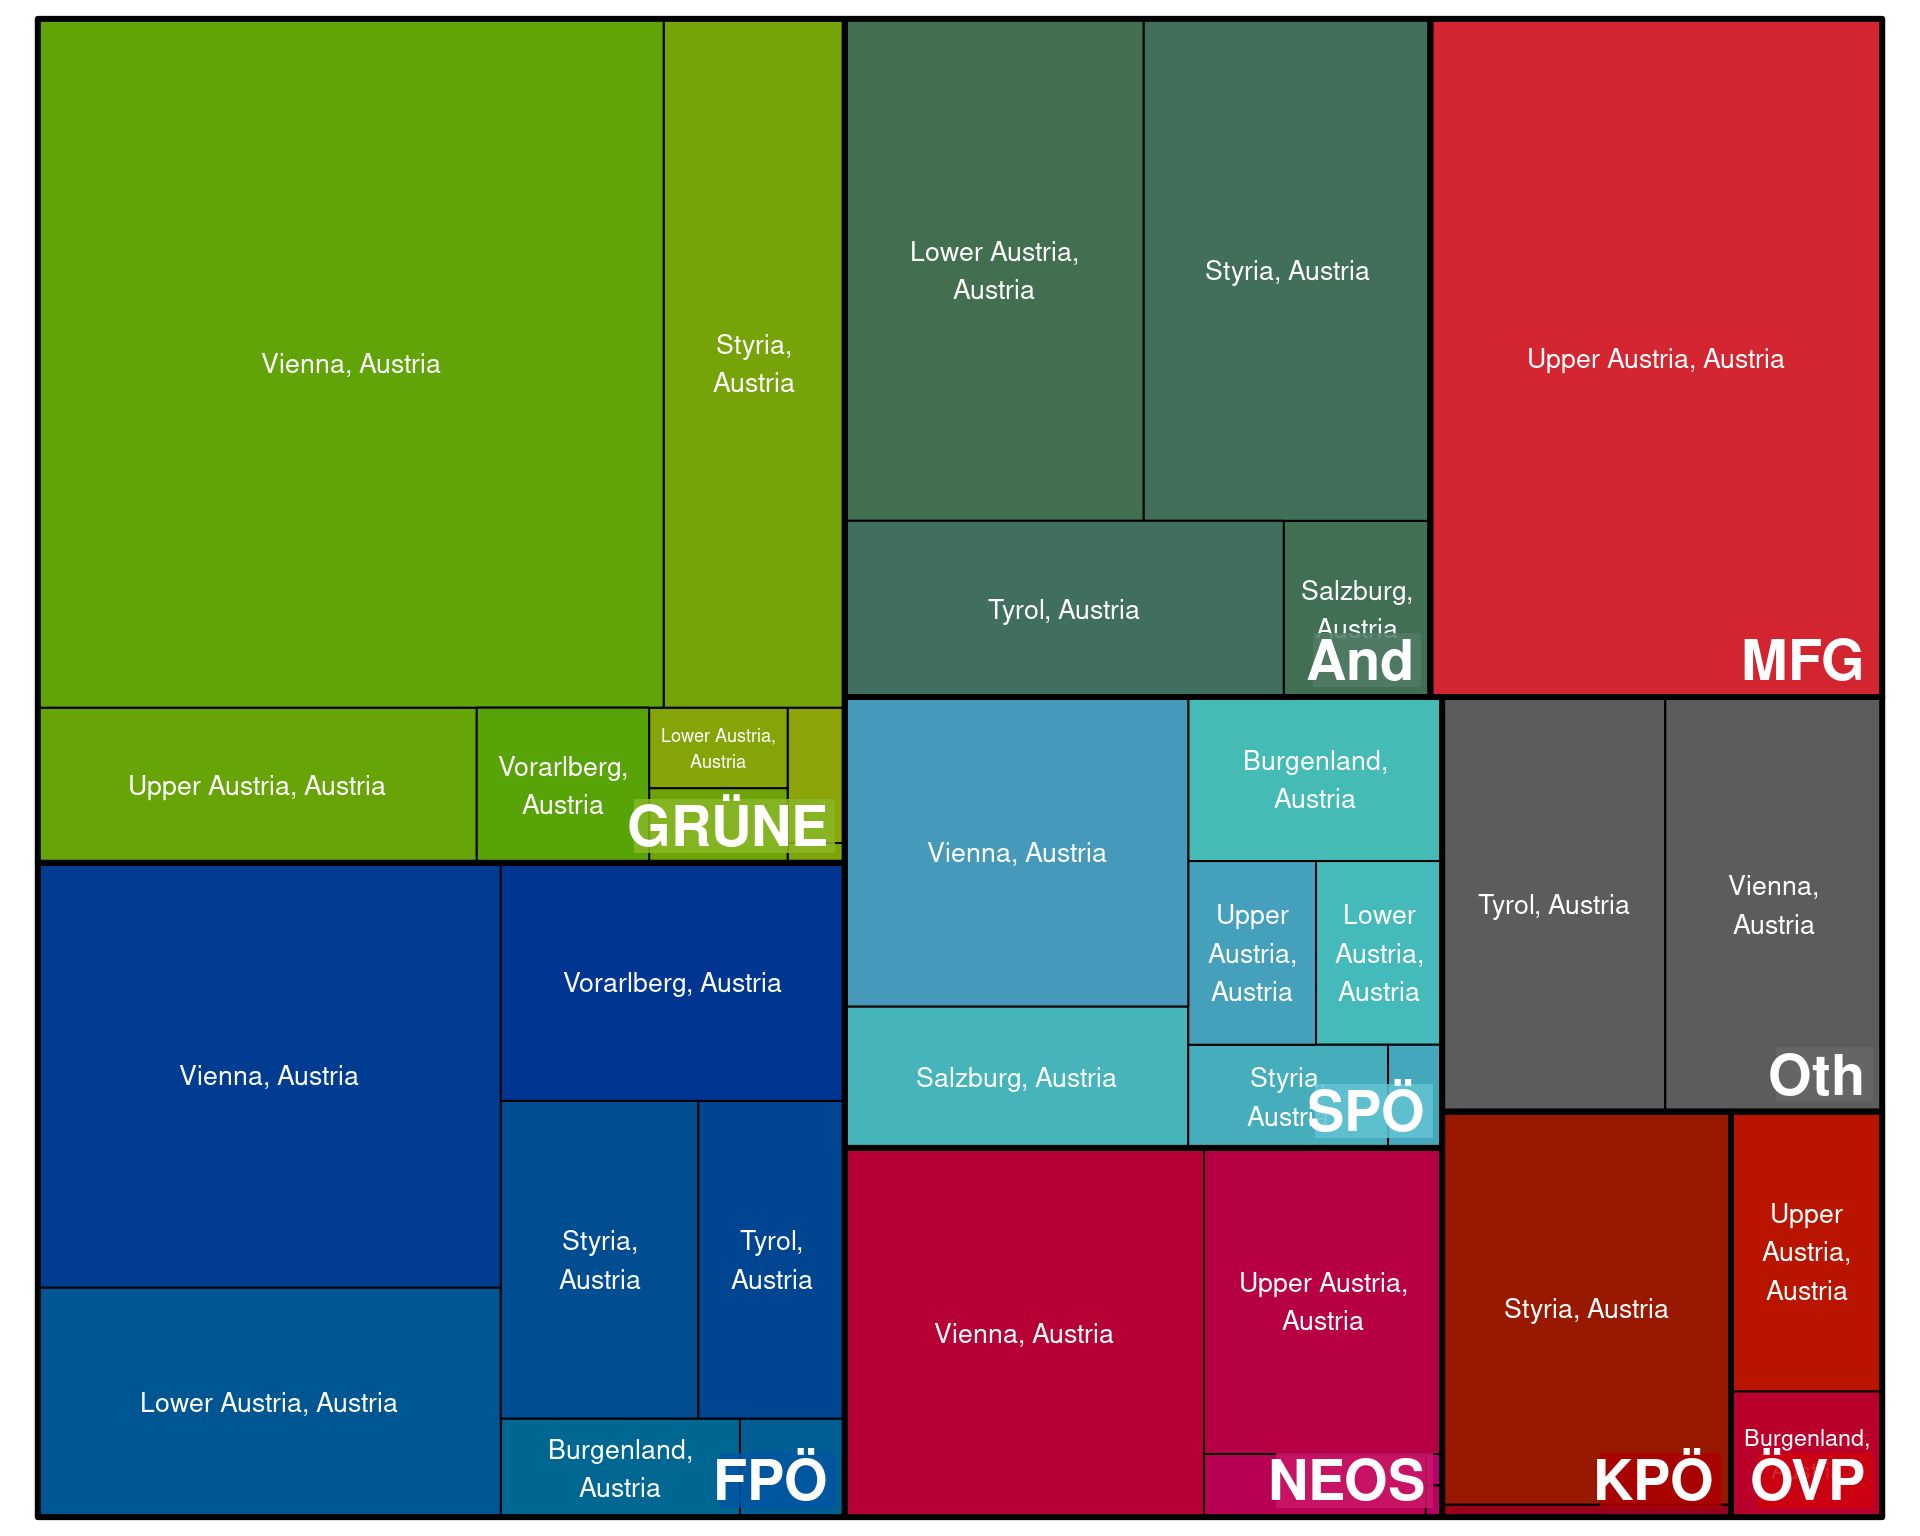 Vienna, Austria
Styria,
Austria
Upper Austria, Austria
Vorarlberg,
Austria
Lower Austria,
Austria
GRÜNE
Vienna, Austria
Vorarlberg, Austria
Styria,
Austria
Tyrol,
Austria
Lower Austria, Austria
Burgenland,
Austria
FPÖ
Lower Austria,
Austria
Styria, Austria
Tyrol, Austria
Salzburg,
Austria
And
Upper Austria, Austria
MFG
Vienna, Austria
Burgenland,
Austria
Upper
Austria,
Austria
Lower
Austria,
Austria
Salzburg, Austria
Styria,
Austria
SPÖ
Tyrol, Austria
Vienna,
Austria
Oth
Vienna, Austria
Upper Austria,
Austria
NEOS
Styria, Austria
KPÖ
Upper
Austria,
Austria
Burgenland,
ÖVP